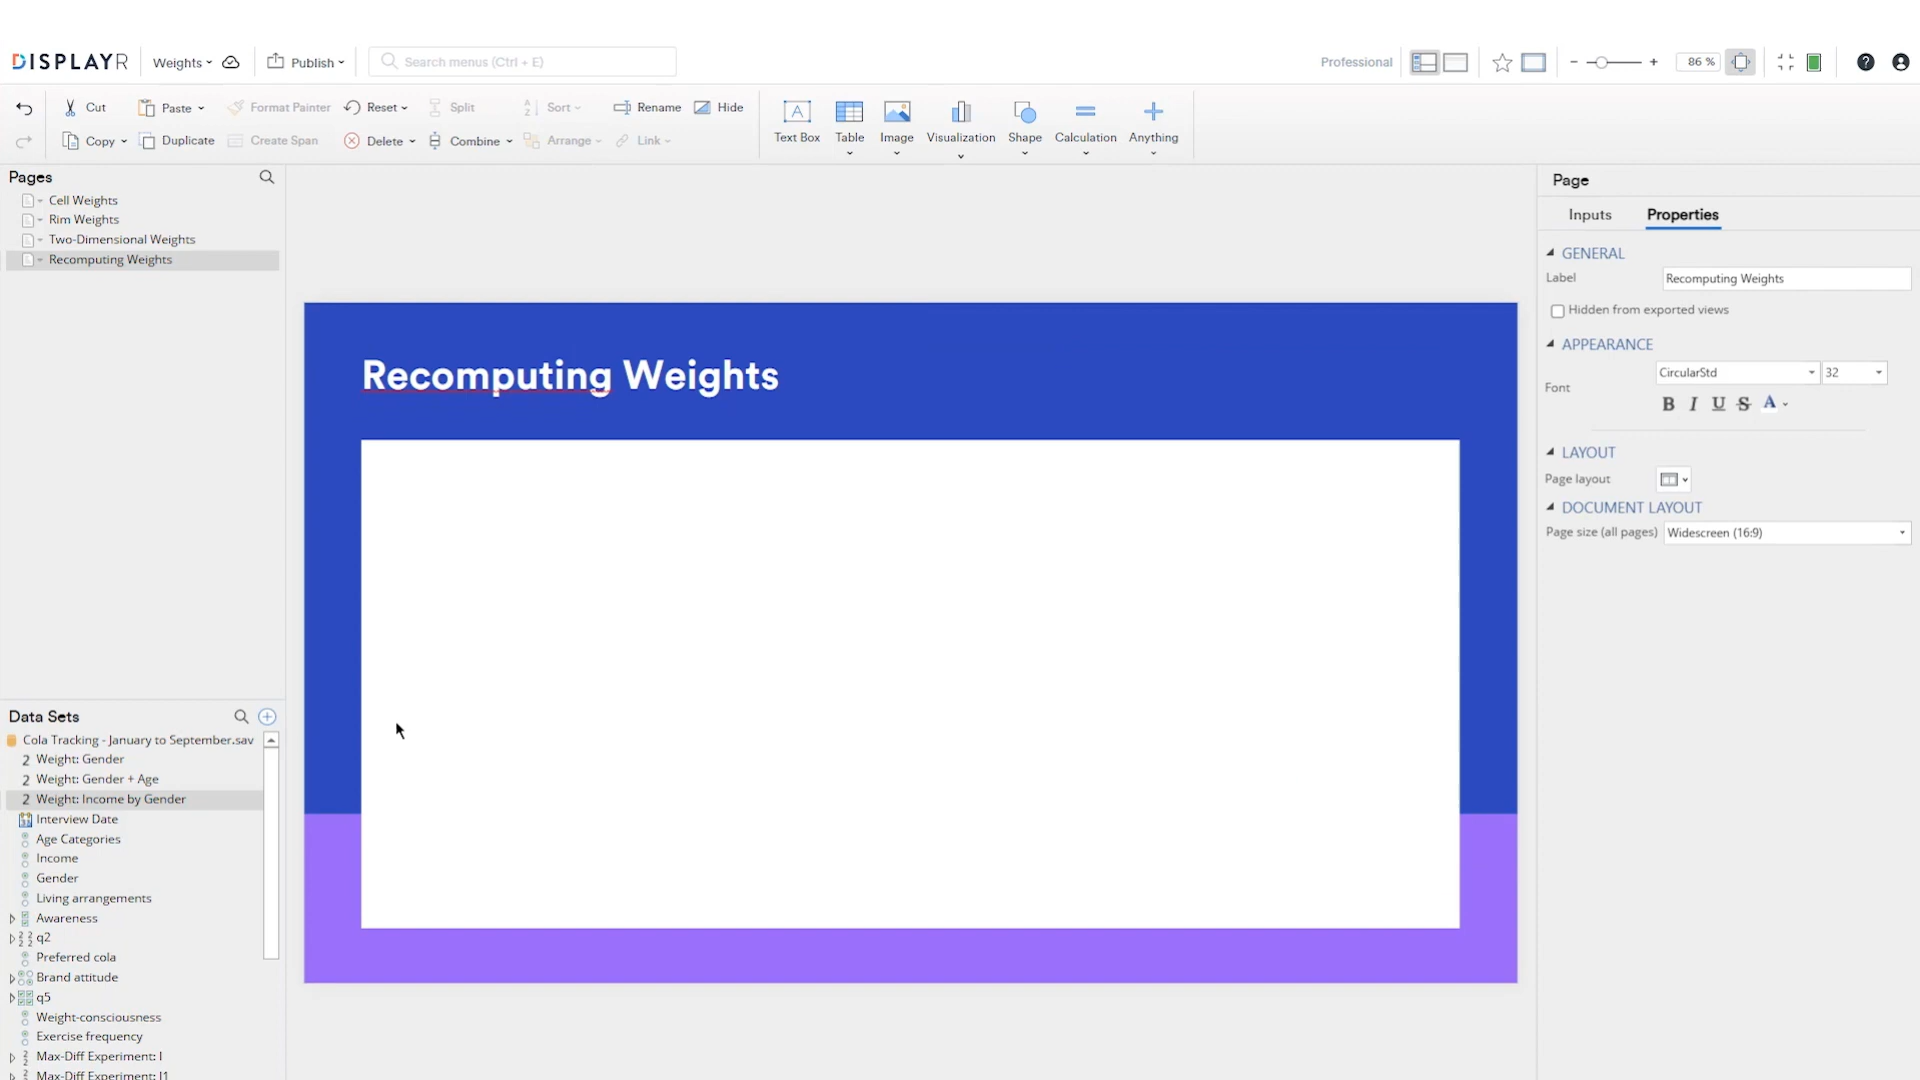 DISPLAYR
Weights
Publish
Search menus (Ctrl + E)
Professional
86 %
Cut
Paste
Format Painter
Reset
Split
Sort
Rename
Hide
Copy
Duplicate
Create Span
Delete
Combine
Arrange
Link
Text Box
Table
Image
Visualization
Shape
Calculation
Anything
Pages
Cell Weights
Rim Weights
Two-Dimensional Weights
Recomputing Weights
Recomputing Weights
Data Sets
Cola Tracking - January to September.sav
2 Weight: Gender
2 Weight: Gender + Age
2 Weight: Income by Gender
Interview Date
Age Categories
Income
Gender
Living arrangements
Awareness
q2
Preferred cola
Brand attitude
q5
Weight-consciousness
Exercise frequency
Max-Diff Experiment: I
Max-Diff Experiment: I1
Page
Inputs
Properties
GENERAL
Label
Recomputing Weights
Hidden from exported views
APPEARANCE
Font
CircularStd
32
B I U S A
LAYOUT
Page layout
DOCUMENT LAYOUT
Page size (all pages)
Widescreen (16:9)